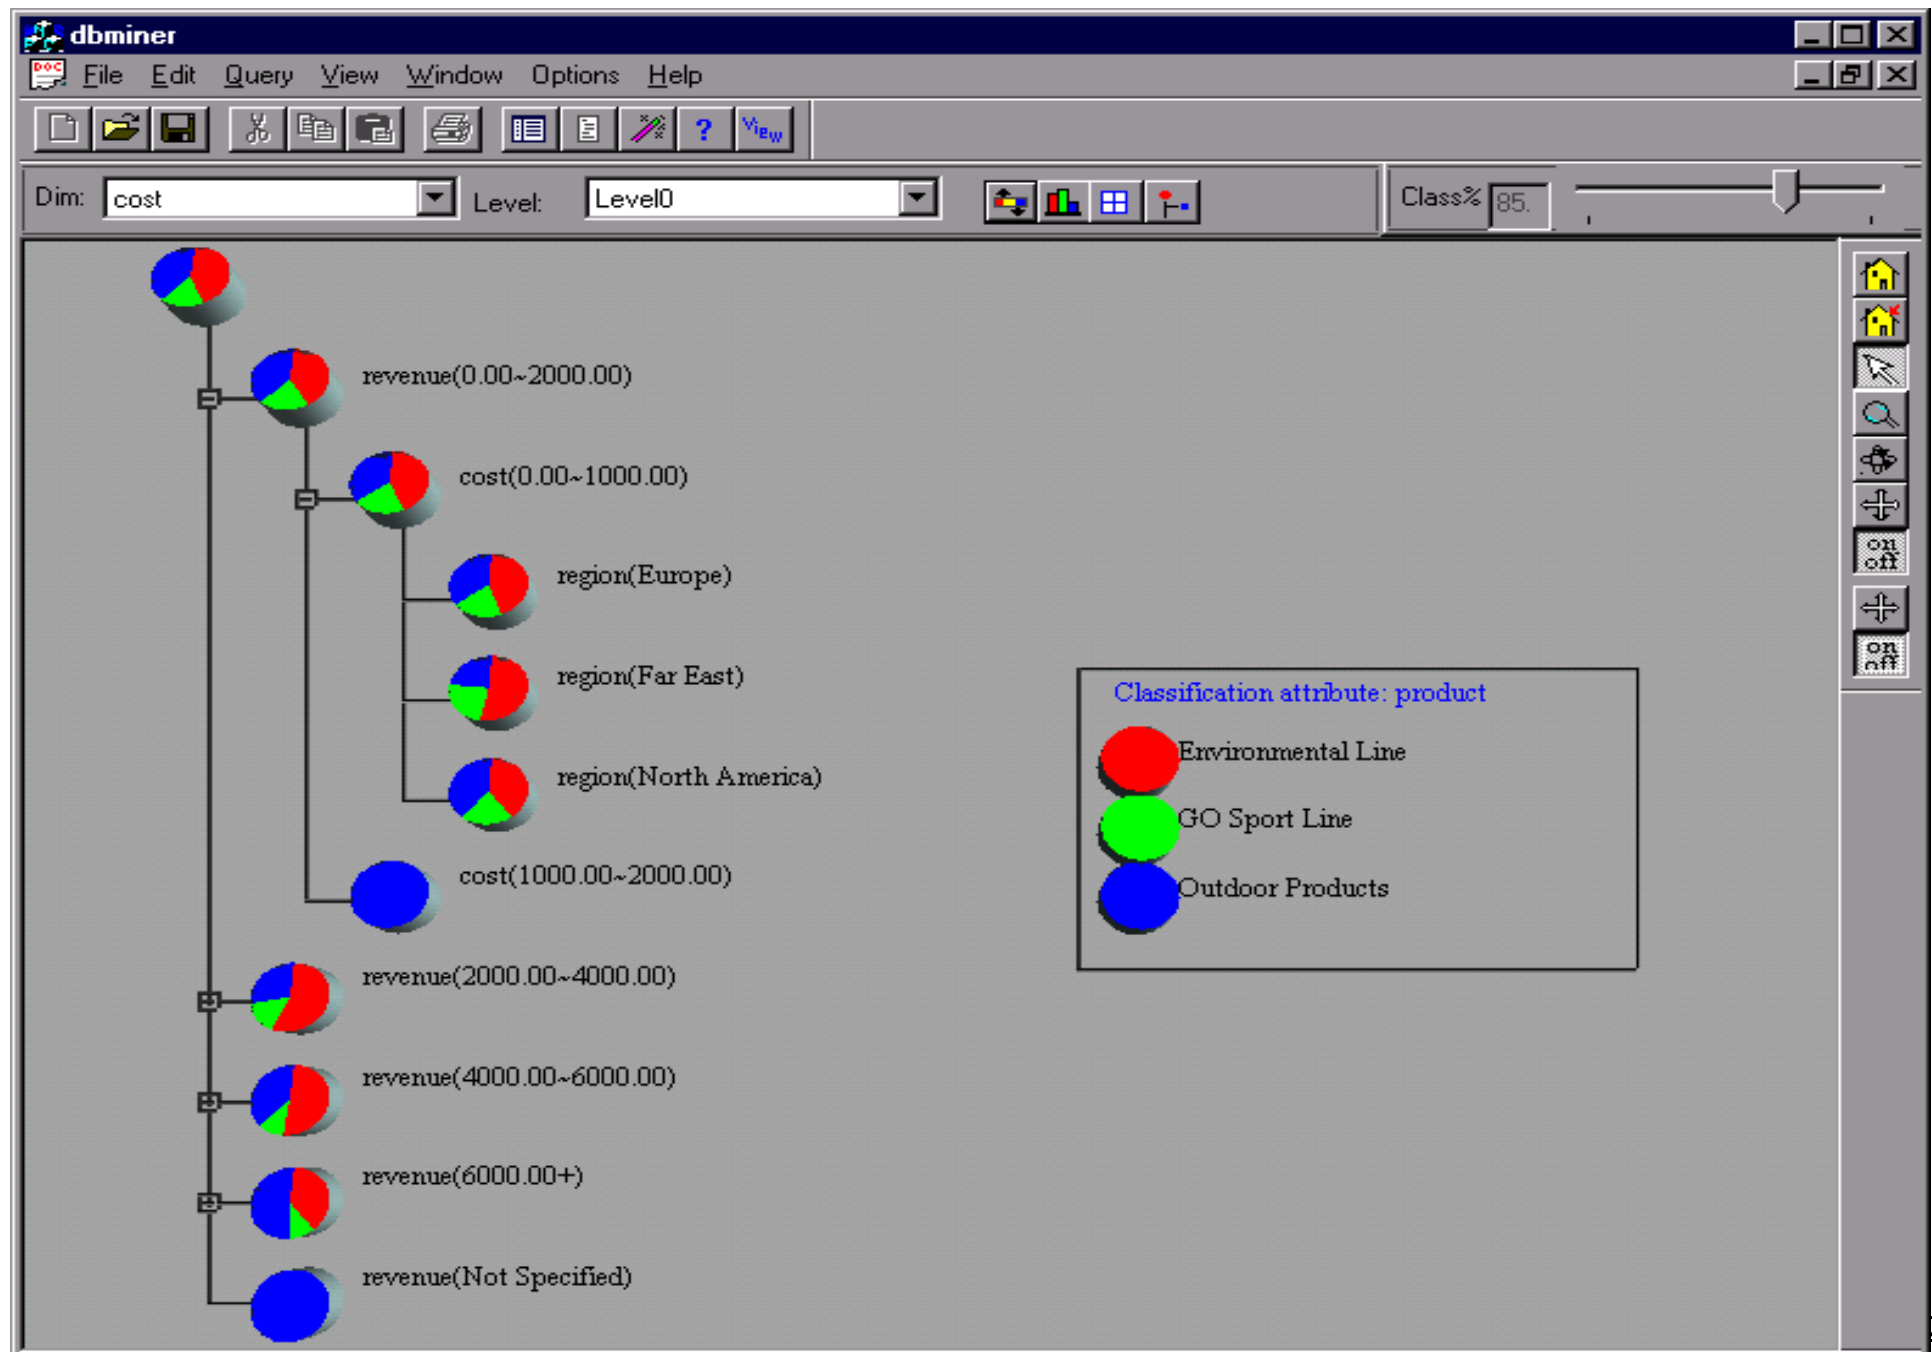 dbminer
DOC File Edit Query View Window Options Help
? View
Dim: cost Level: Level0 Class% 85.
revenue(0.00~2000.00)
cost(0.00~1000.00)
region(Europe)
on
off
region(Far East)
on
off
Classification attribute: product
Environmental Line
region(North America)
GO Sport Line
cost(1000.00~2000.00)
Outdoor Products
revenue(2000.00~4000.00)
revenue(4000.00~6000.00)
revenue(6000.00+)
revenue(Not Specified)